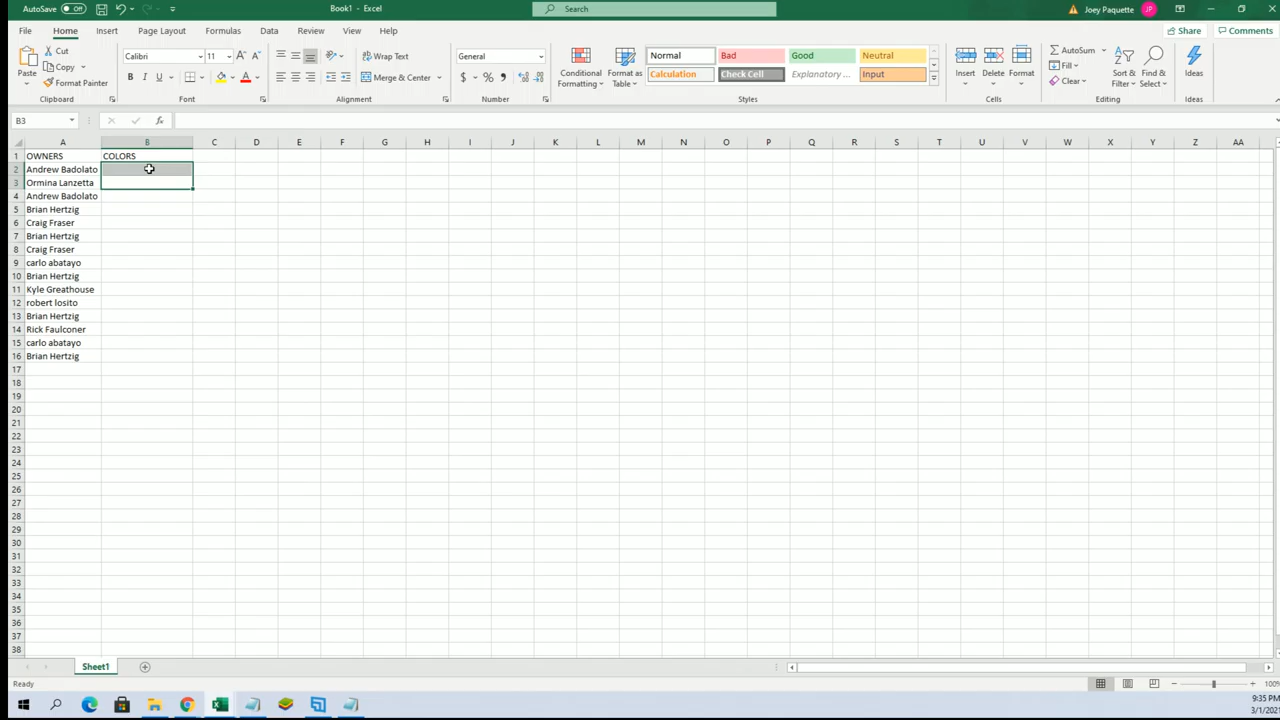 AutoSave Off Book1 - Excel Search Joey Paquette JP
File Home Insert Page Layout Formulas Data Review View Help Share Comments
Paste Cut Copy Format Painter Clipboard
Calibri 11 B I U A A A Font
Wrap Text Merge & Center Alignment
General $ % , Number
Conditional Formatting Format as Table
Normal Bad Good Neutral
Calculation Check Cell Explanatory ... Input
Styles
Insert Delete Format Cells
AutoSum Fill Clear Sort & Filter Find & Select Editing
Ideas Ideas
B3 fx
A B C D E F G H I J K L M N O P Q R S T U V W X Y Z AA
1 OWNERS COLORS
2 Andrew Badolato
3 Ormina Lanzetta
4 Andrew Badolato
5 Brian Hertzig
6 Craig Fraser
7 Brian Hertzig
8 Craig Fraser
9 carlo abatayo
10 Brian Hertzig
11 Kyle Greathouse
12 robert losito
13 Brian Hertzig
14 Rick Faulconer
15 carlo abatayo
16 Brian Hertzig
17
18
19
20
21
22
23
24
25
26
27
28
29
30
31
32
33
34
35
36
37
38
Sheet1
Ready 100%
9:35 PM
3/1/2021